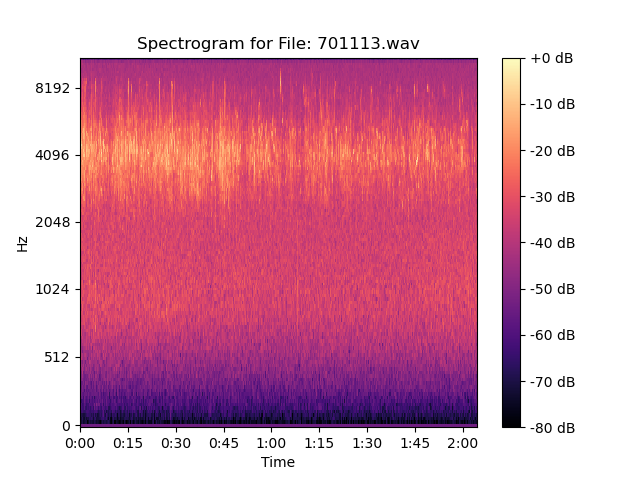 Spectrogram for File: 701113.wav
Hz
8192
4096
2048
1024
512
0
0:00 0:15 0:30 0:45 1:00 1:15 1:30 1:45 2:00
Time
+0 dB
-10 dB
-20 dB
-30 dB
-40 dB
-50 dB
-60 dB
-70 dB
-80 dB